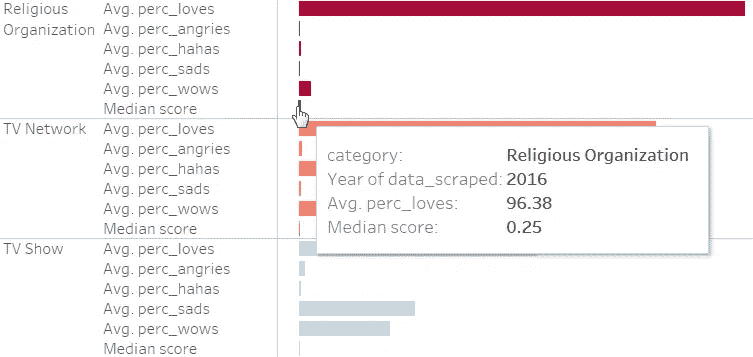 Religious Organization
Avg. perc_loves
Avg. perc_angries
Avg. perc_hahas
Avg. perc_sads
Avg. perc_wows
Median score
TV Network
Avg. perc_loves
Avg. perc_angries
Avg. perc_hahas
Avg. perc_sads
Avg. perc_wows
Median score
category: Religious Organization
Year of data_scraped: 2016
Avg. perc_loves: 96.38
Median score: 0.25
TV Show
Avg. perc_loves
Avg. perc_angries
Avg. perc_hahas
Avg. perc_sads
Avg. perc_wows
Median score